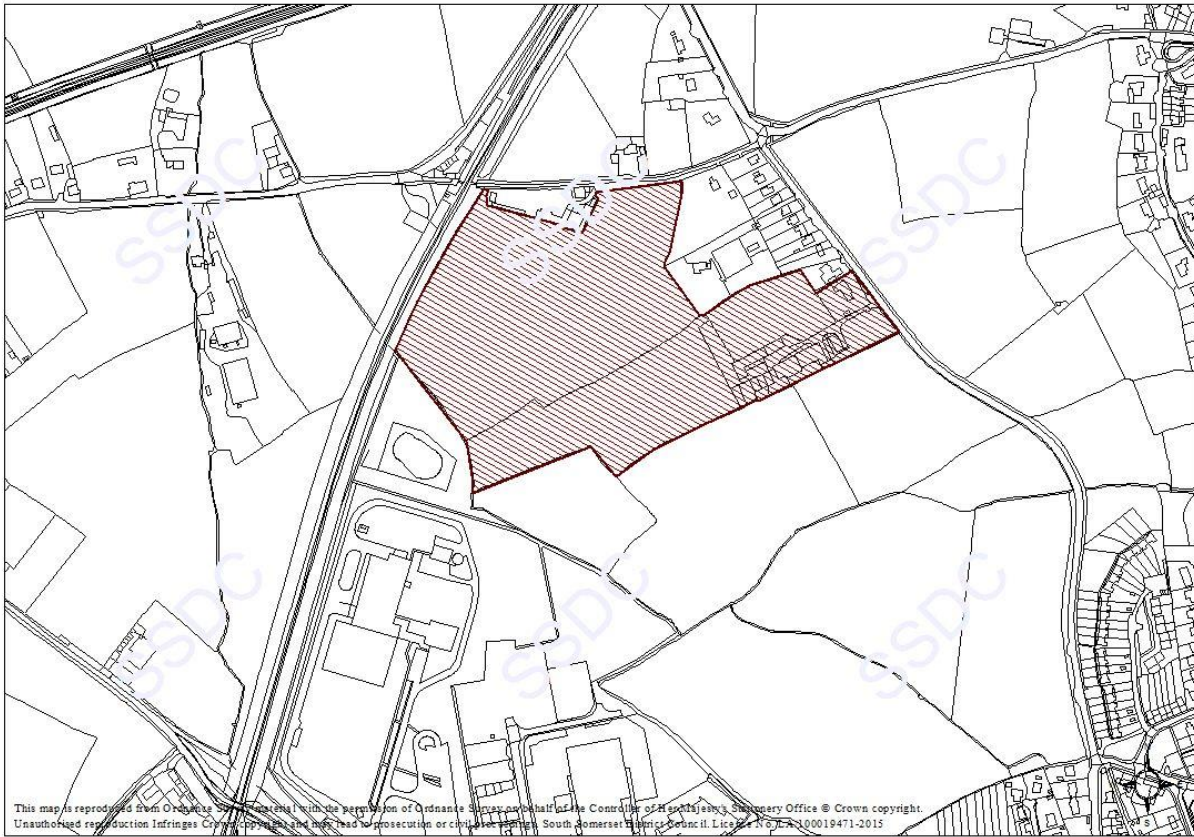 SSDC
SSDC
SSDC
SSDC
SSDC
SSDC
This map is reproduced from Ordnance Survey material with the permission of Ordnance Survey on behalf of the Controller of Her Majesty's Stationery Office © Crown copyright.
Unauthorised reproduction Infringes Crown copyright and may lead to prosecution or civil proceedings. South Somerset District Council. Licence No. LA 100019471-2015
S